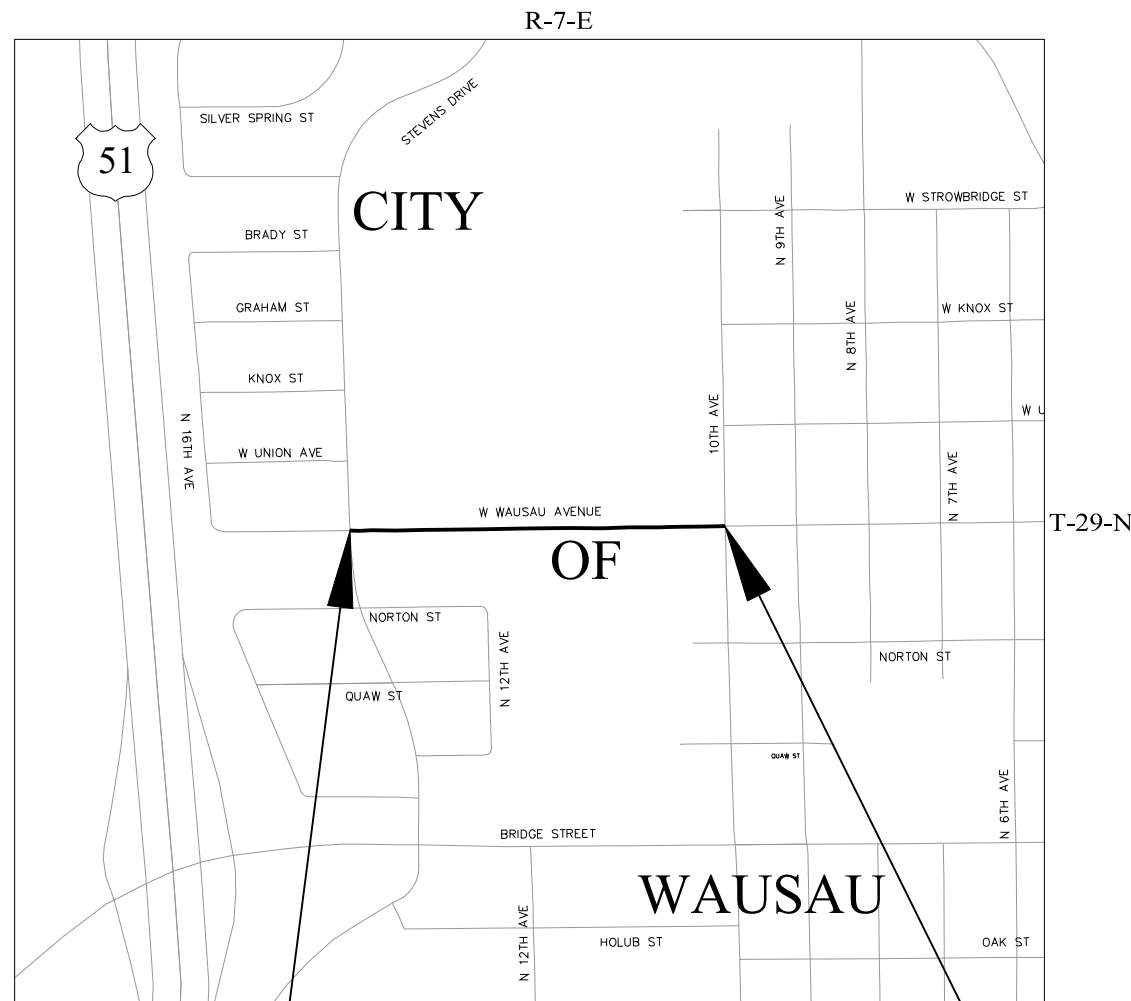 R-7-E
SILVER SPRING ST
STEVENS DRIVE
51
CITY
W STROWBRIDGE ST
N 9TH AVE
BRADY ST
GRAHAM ST
W KNOX ST
N 8TH AVE
KNOX ST
N 16TH AVE
10TH AVE
W U
W UNION AVE
N 7TH AVE
W WAUSAU AVENUE
T-29-N
OF
NORTON ST
N 12TH AVE
NORTON ST
QUAW ST
QUAW ST
N 6TH AVE
BRIDGE STREET
WAUSAU
N 12TH AVE
HOLUB ST
OAK ST